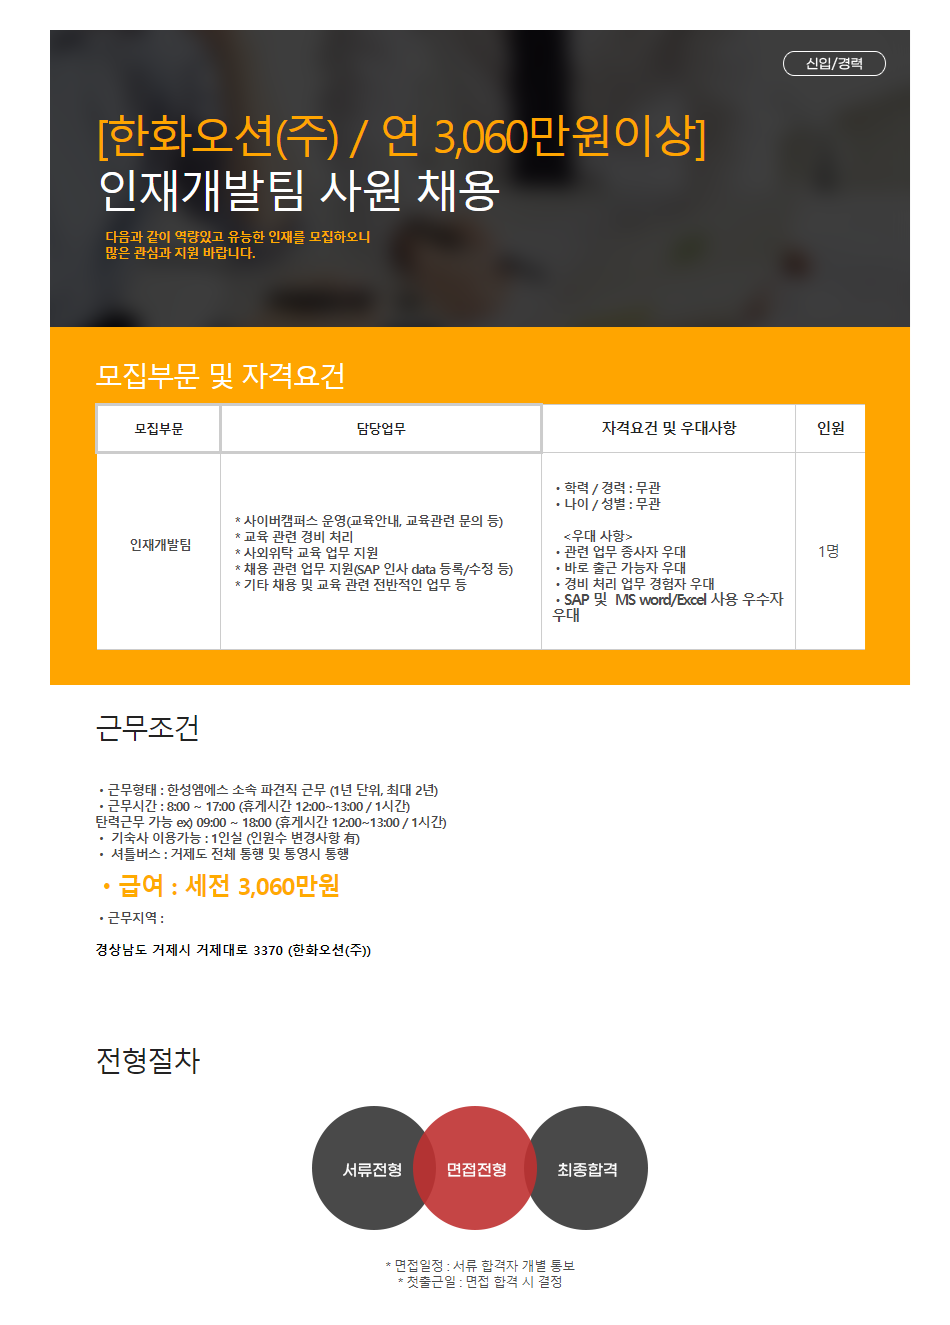 신입/경력
[한화오션(주) / 연 3,060만원이상]
인재개발팀 사원 채용
다음과 같이 역량있고 유능한 인재를 모집하오니
많은 관심과 지원 바랍니다.
모집부문 및 자격요건
모집부문 담당업무 자격요건 및 우대사항 인원
인재개발팀
* 사이버캠퍼스 운영(교육안내, 교육관련 문의 등)
* 교육 관련 경비 처리
* 사외위탁 교육 업무 지원
* 채용 관련 업무 지원(SAP 인사 data 등록/수정 등)
* 기타 채용 및 교육 관련 전반적인 업무 등
• 학력 / 경력 : 무관
• 나이 / 성별 : 무관
<우대 사항>
• 관련 업무 종사자 우대
• 바로 출근 가능자 우대
• 경비 처리 업무 경험자 우대
• SAP 및  MS word/Excel 사용 우수자
우대
1명
근무조건
• 근무형태 : 한성엠에스 소속 파견직 근무 (1년 단위, 최대 2년)
• 근무시간 : 8:00 ~ 17:00 (휴게시간 12:00~13:00 / 1시간)
탄력근무 가능 ex) 09:00 ~ 18:00 (휴게시간 12:00~13:00 / 1시간)
• 기숙사 이용가능 : 1인실 (인원수 변경사항 有)
• 셔틀버스 : 거제도 전체 통행 및 통영시 통행
• 급여 : 세전 3,060만원
• 근무지역 :
경상남도 거제시 거제대로 3370 (한화오션(주))
전형절차
서류전형 면접전형 최종합격
* 면접일정 : 서류 합격자 개별 통보
* 첫출근일 : 면접 합격 시 결정